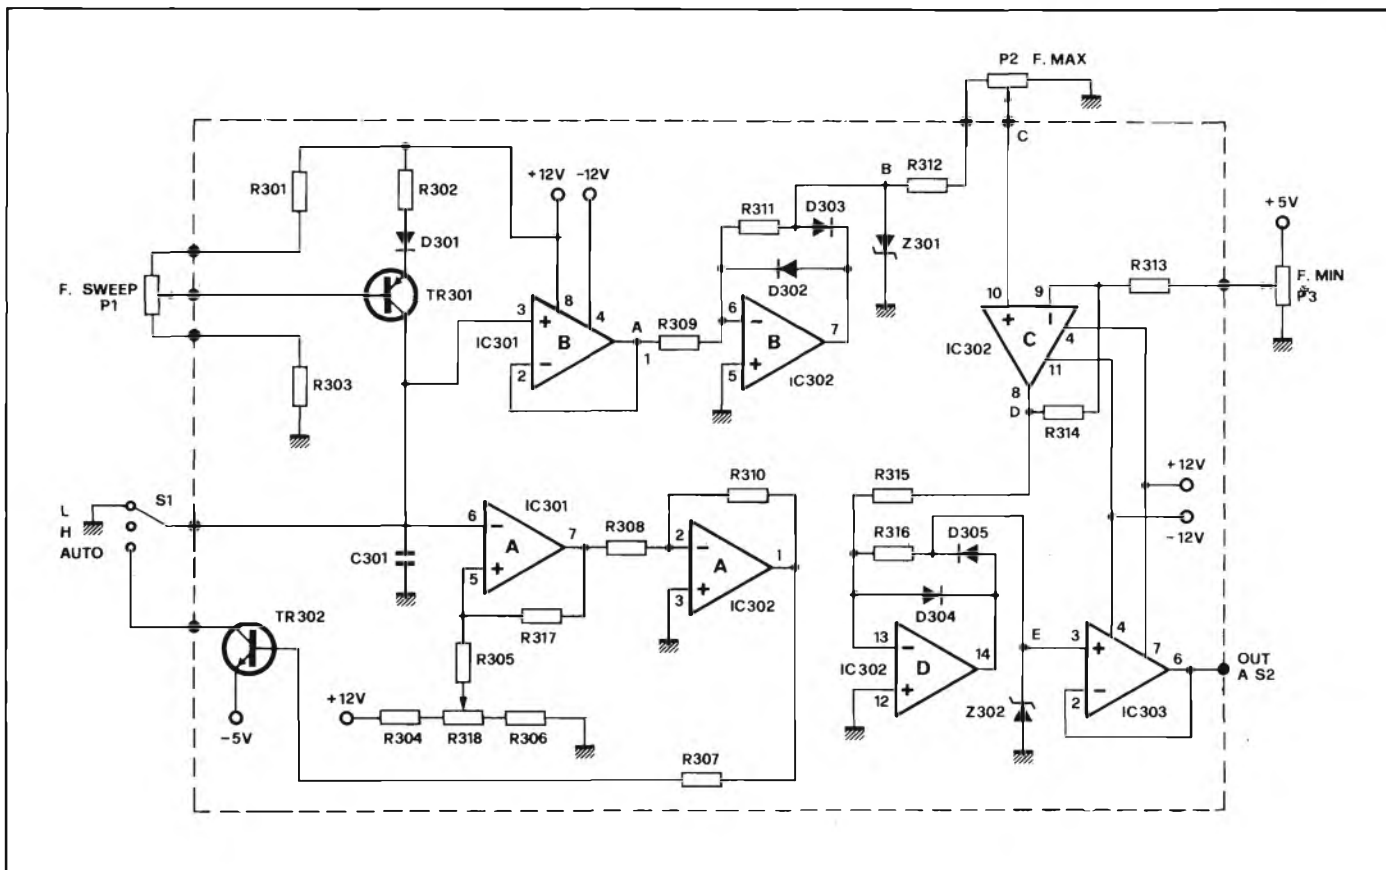 P2 F. MAX
C
R301
R302
+12V
-12V
R311
D303
B
R312
+5V
D301
Z301
R313
F. SWEEP
P1
TR301
D302
F. MIN
P3
3
+
8
4
A
R309
6
-
7
10
+
9
-
4
IC301
B
1
B
IC302
C
11
2
-
5
+
IC302
8
R303
D
R314
S1
R310
R315
+12V
L
H
AUTO
6
-
IC301
7
R308
2
-
1
R316
D305
-12V
C301
A
A
5
+
3
+
IC302
D304
TR302
R317
R305
13
-
14
E
3
+
4
7
6
OUT
A S2
IC302
D
+12V
12
+
Z302
2
-
IC303
-5V
R304
R318
R306
R307